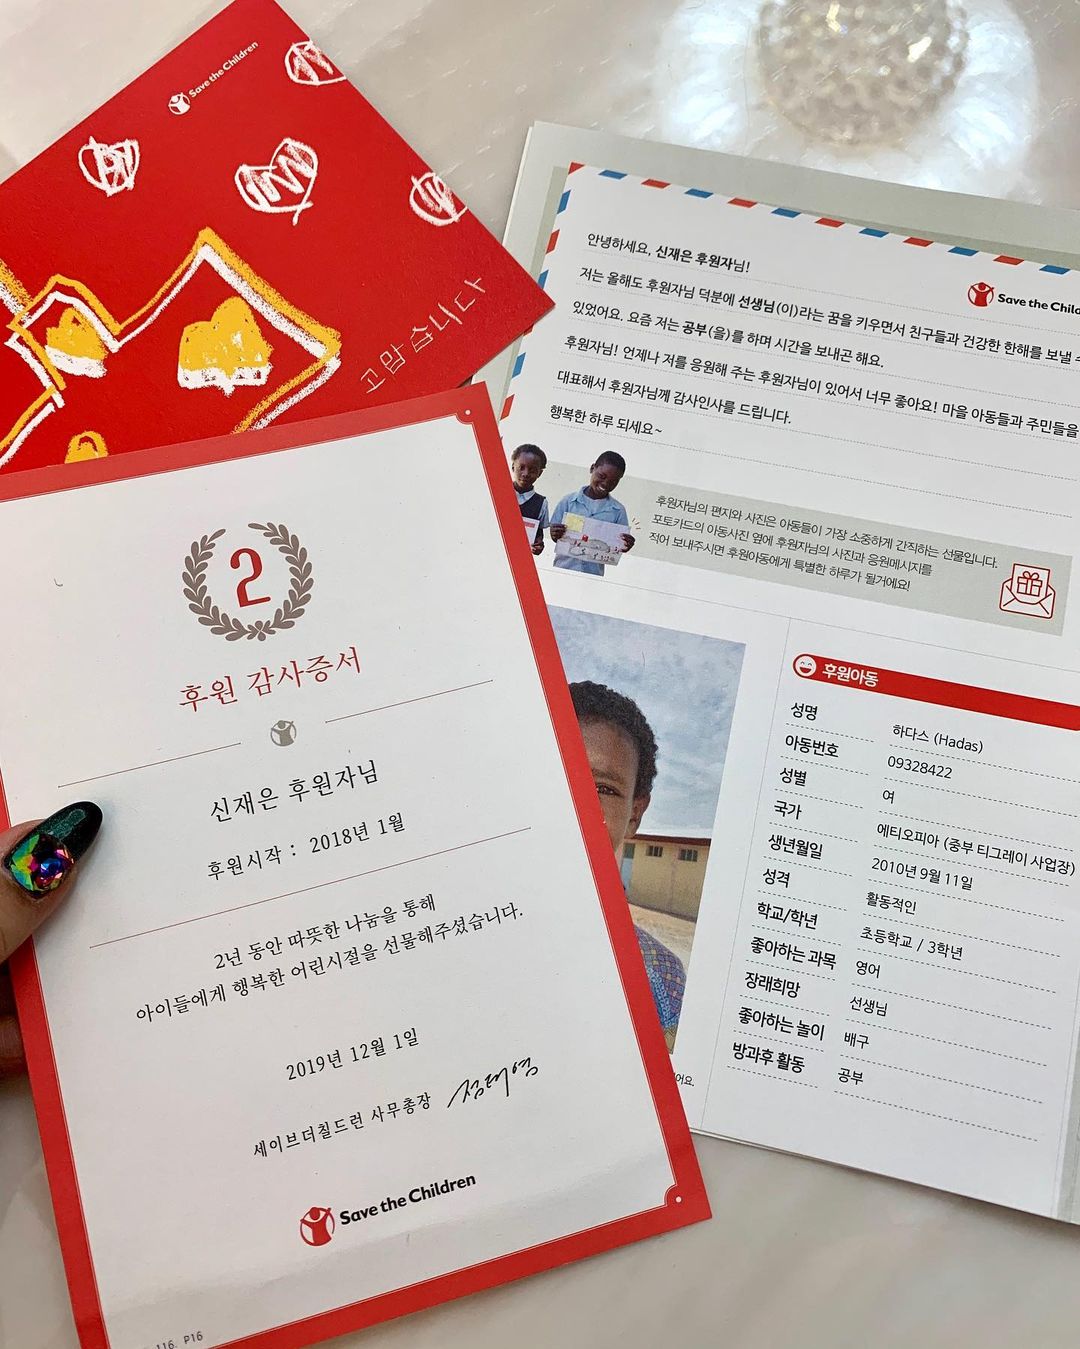 Save the Children
고맙습니다
2
후원 감사증서
신재은 후원자님
후원시작 : 2018년 1월
2년 동안 따뜻한 나눔을 통해
아이들에게 행복한 어린시절을 선물해주셨습니다.
2019년 12월 1일
세이브더칠드런 사무총장
Save the Children
116. P16
안녕하세요, 신재은 후원자님!
Save the Childr
저는 올해도 후원자님 덕분에 선생님(이)라는 꿈을 키우면서 친구들과 건강한 한해를 보낼 수
있었어요. 요즘 저는 공부(을)를 하며 시간을 보내곤 해요.
후원자님! 언제나 저를 응원해 주는 후원자님이 있어서 너무 좋아요! 마을 아동들과 주민들을
대표해서 후원자님께 감사인사를 드립니다.
행복한 하루 되세요~
후원자님의 편지와 사진은 아동들이 가장 소중하게 간직하는 선물입니다.
포토카드의 아동사진 옆에 후원자님의 사진과 응원메시지를
적어 보내주시면 후원아동에게 특별한 하루가 될거에요!
후원아동
성명 하다스 (Hadas)
아동번호 09328422
성별 여
국가 에티오피아 (중부 티그레이 사업장)
생년월일 2010년 9월 11일
성격 활동적인
학교/학년 초등학교 / 3학년
좋아하는 과목 영어
장래희망 선생님
좋아하는 놀이 배구
방과후 활동 공부
어요.